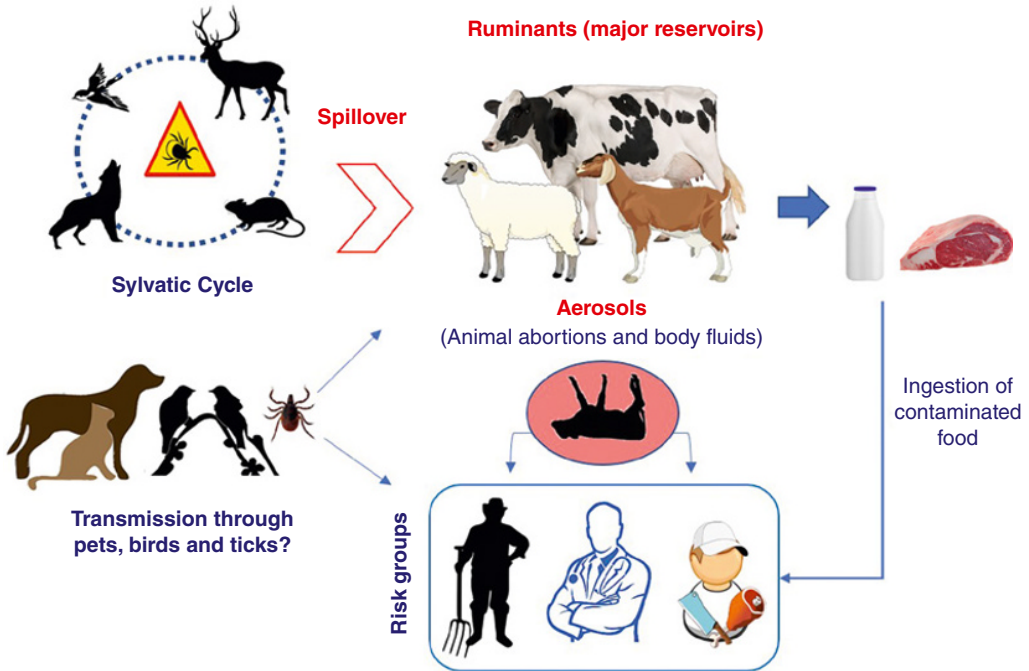 Ruminants (major reservoirs)
Spillover
Sylvatic Cycle
Aerosols
(Animal abortions and body fluids)
Ingestion of
contaminated
food
Transmission through
pets, birds and ticks?
Risk groups